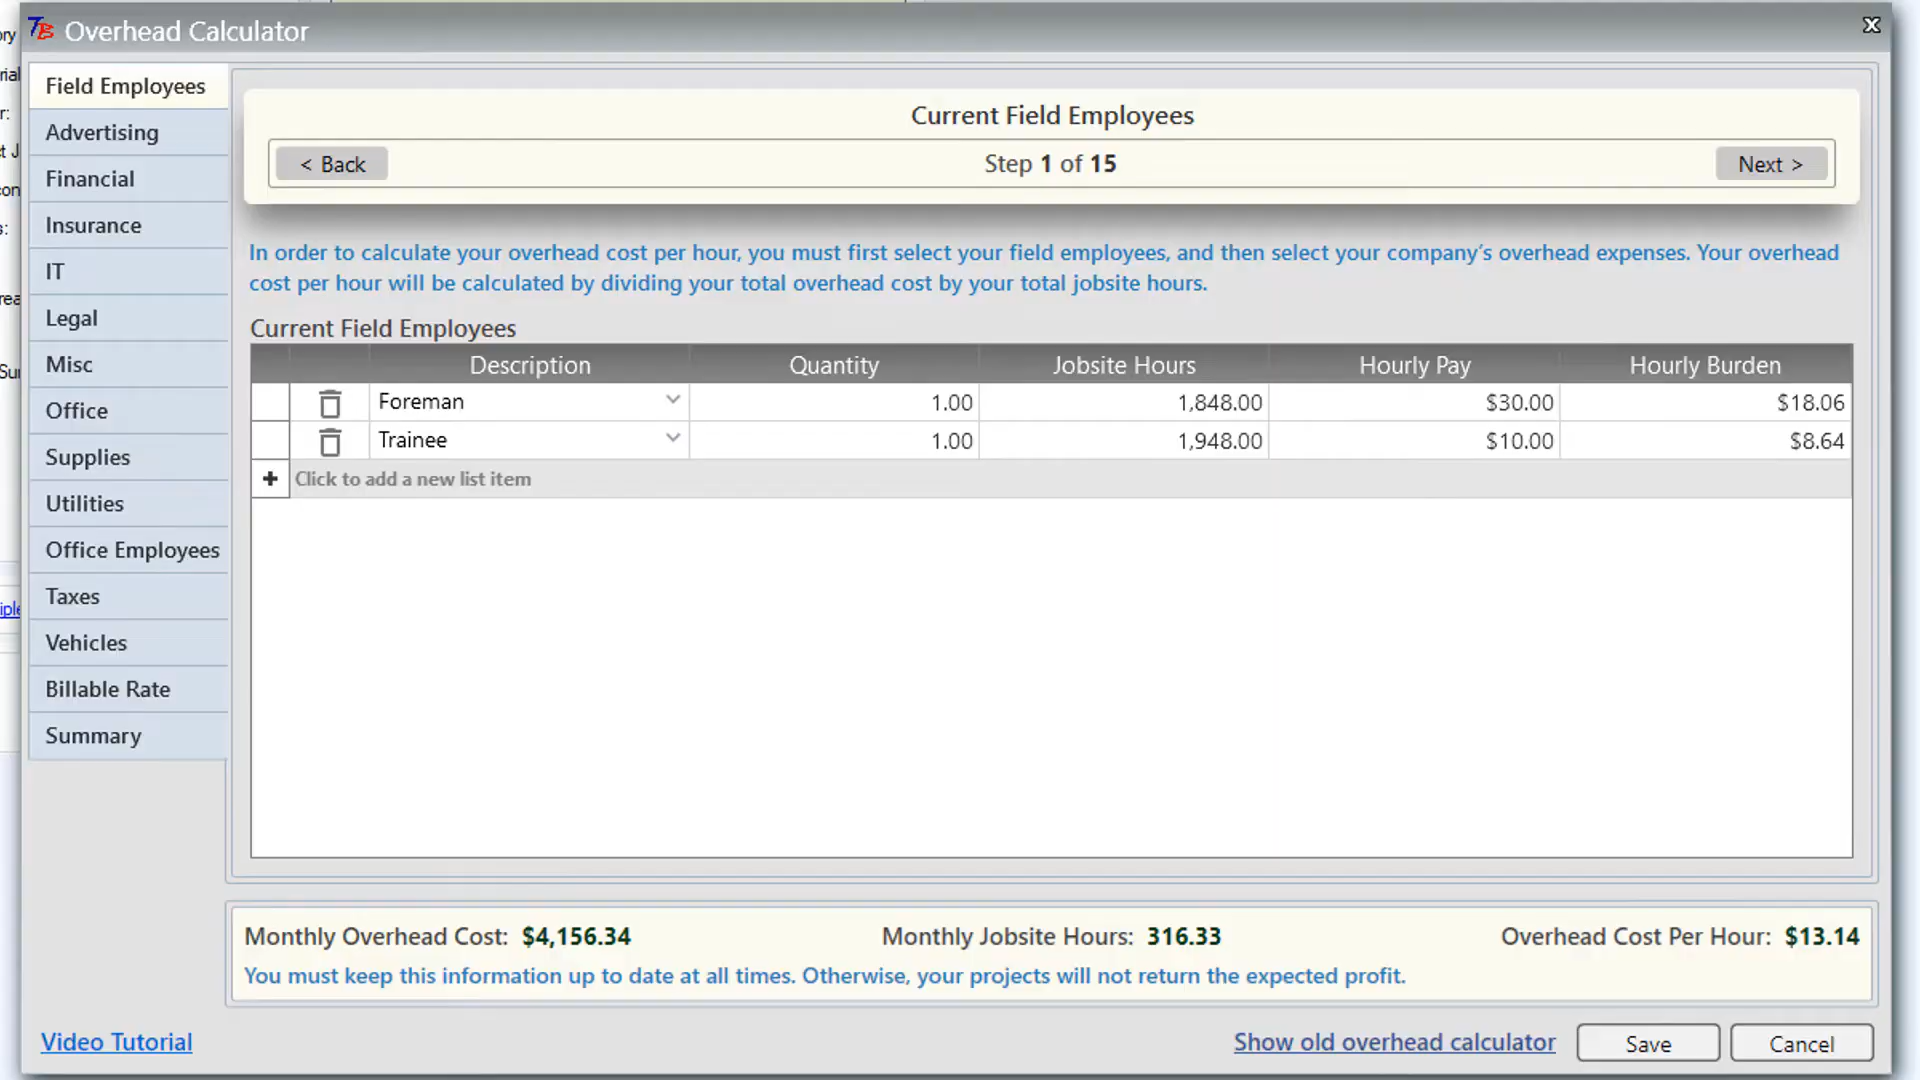 Overhead Calculator
Field Employees
Advertising
Financial
Insurance
IT
Legal
Misc
Office
Supplies
Utilities
Office Employees
Taxes
Vehicles
Billable Rate
Summary
Current Field Employees
< Back
Step 1 of 15
Next >
In order to calculate your overhead cost per hour, you must first select your field employees, and then select your company's overhead expenses. Your overhead
cost per hour will be calculated by dividing your total overhead cost by your total jobsite hours.
Current Field Employees
Description Quantity Jobsite Hours Hourly Pay Hourly Burden
Foreman 1.00 1,848.00 $30.00 $18.06
Trainee 1.00 1,948.00 $10.00 $8.64
+ Click to add a new list item
Monthly Overhead Cost: $4,156.34 Monthly Jobsite Hours: 316.33 Overhead Cost Per Hour: $13.14
You must keep this information up to date at all times. Otherwise, your projects will not return the expected profit.
Video Tutorial
Show old overhead calculator
Save
Cancel